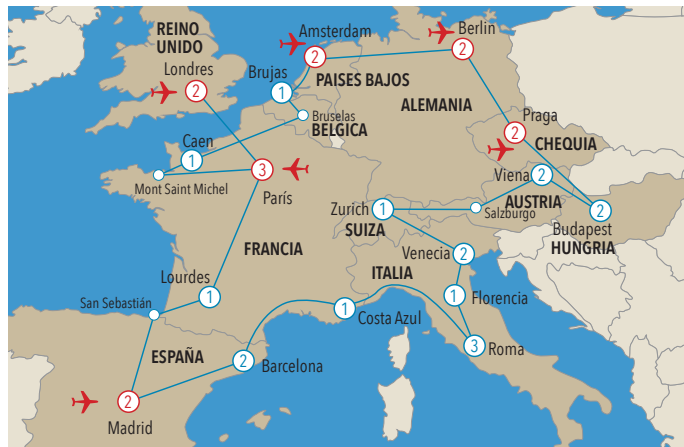 REINO
UNIDO
Londres
2
Amsterdam
2
Berlin
2
Brujas
1
PAISES BAJOS
ALEMANIA
Bruselas
BELGICA
Praga
2
CHEQUIA
Caen
1
Mont Saint Michel
3
París
Viena
2
AUSTRIA
Salzburgo
2
Budapest
HUNGRIA
Zurich
1
SUIZA
FRANCIA
Venecia
2
ITALIA
Lourdes
1
1
Florencia
San Sebastián
1
Costa Azul
3
Roma
ESPAÑA
2
Barcelona
2
Madrid